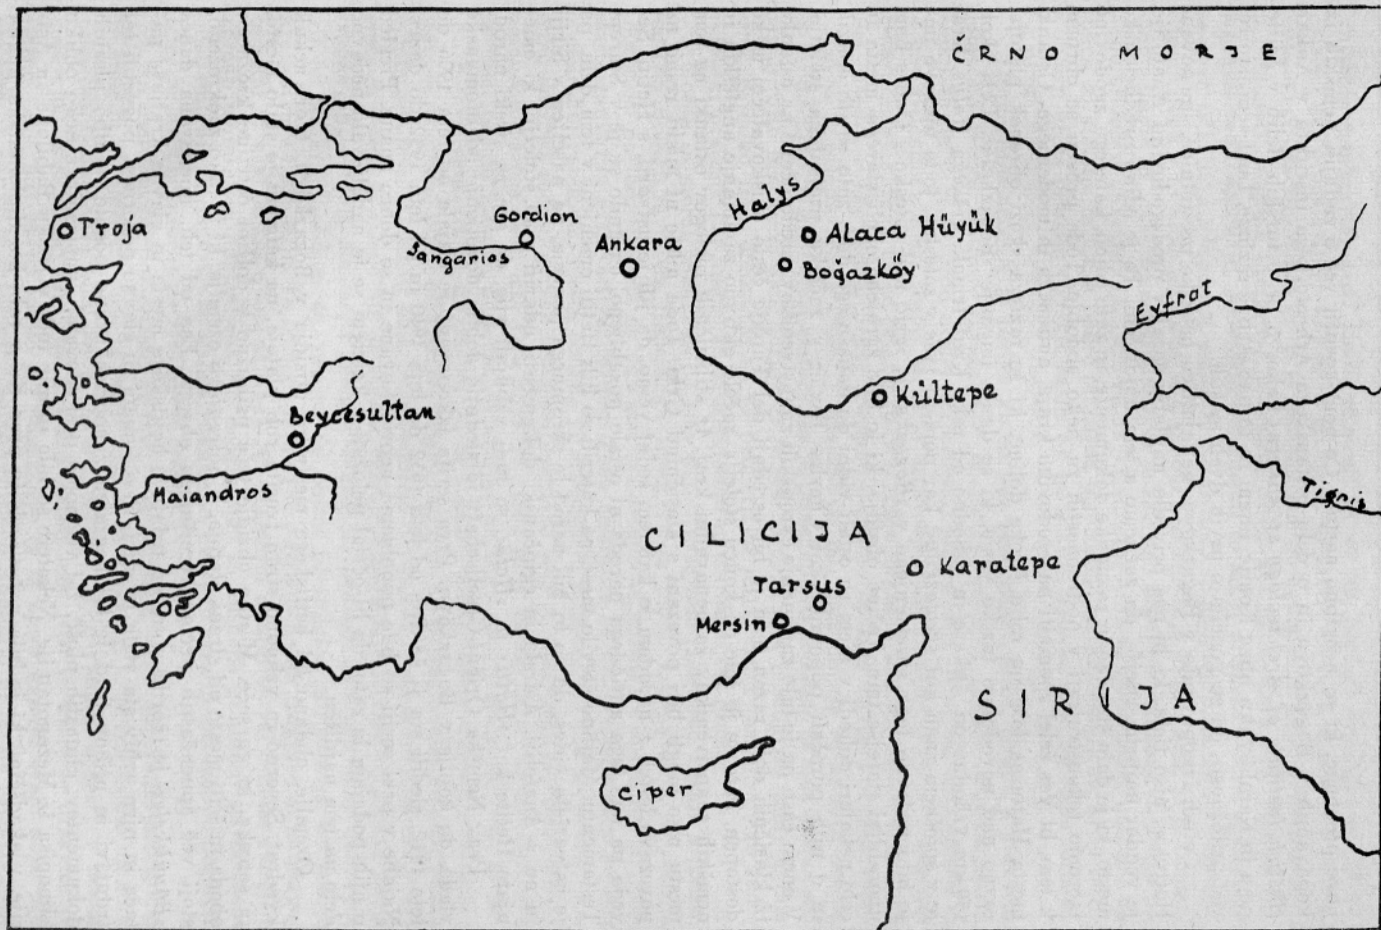 ČRNO MORJE
Halys
Troja
Gordion
Sangarios
Ankara
Alaca Hüyük
Boğazköy
Eyfrat
Kültepe
Beycesultan
Maiandros
Tigris
CILICIJA
Karatepe
Tarsus
Mersin
SIRIJA
Ciper